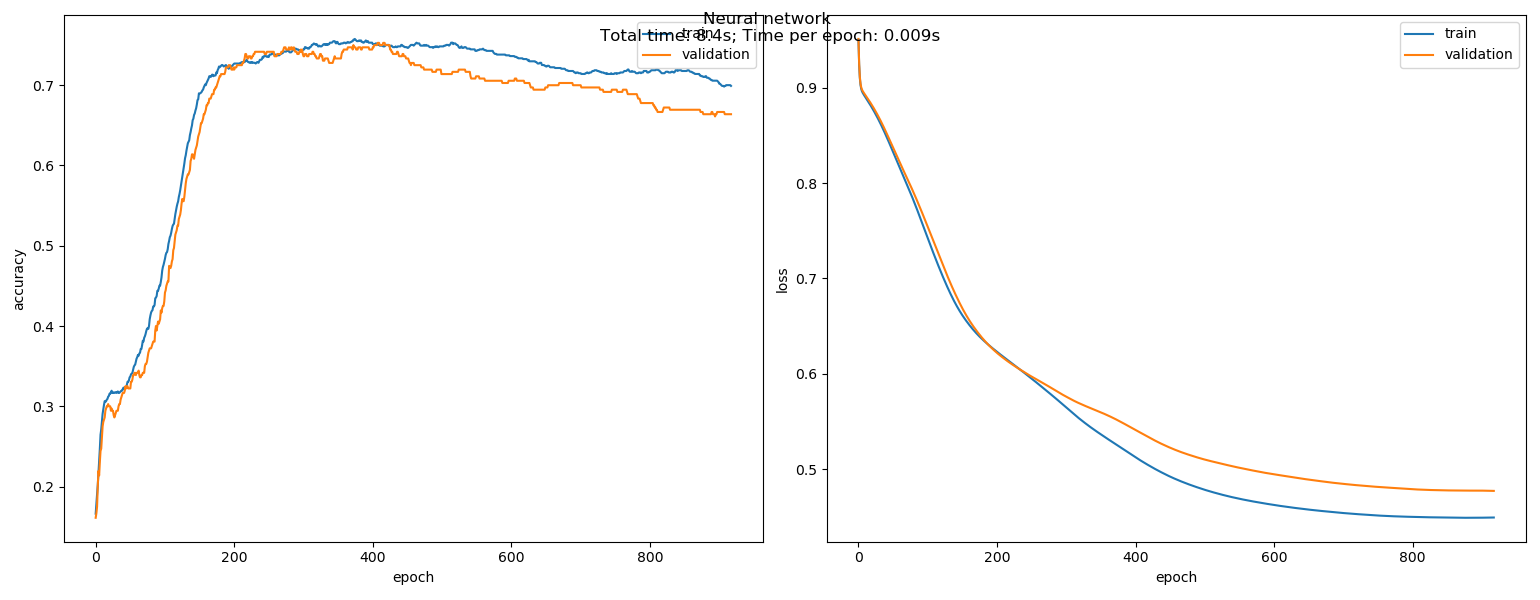 Neural network
Total time: 8.4s; Time per epoch: 0.009s
train
validation
0.7
0.6
0.5
0.4
0.3
0.2
accuracy
0 200 400 600 800
epoch
train
validation
0.9
0.8
0.7
0.6
0.5
loss
0 200 400 600 800
epoch